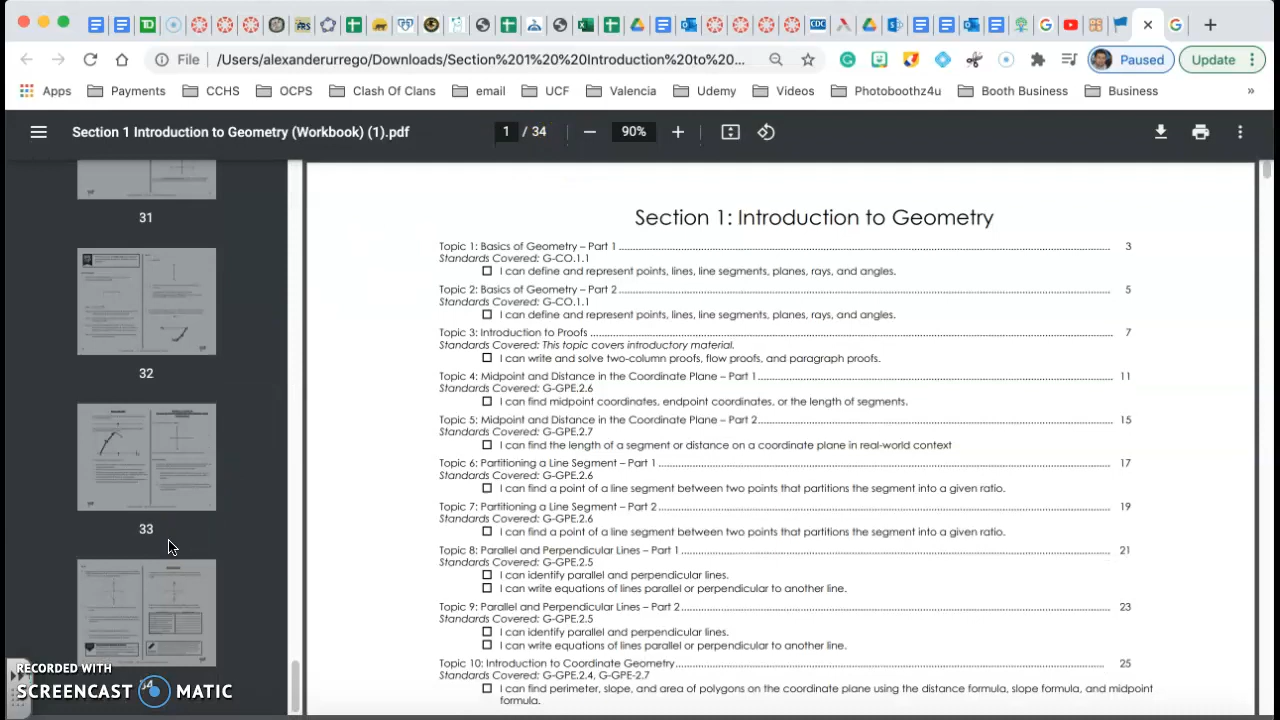 Paused
Update
File
/Users/alexanderurrego/Downloads/Section%201%20%20Introduction%20to%20...
Apps
Payments
CCHS
OCPS
Clash Of Clans
email
UCF
Valencia
Udemy
Videos
Photoboothz4u
Booth Business
Business
»
Section 1 Introduction to Geometry (Workbook) (1).pdf
1 / 34
90%
31
32
33
34
Section 1: Introduction to Geometry
Topic 1: Basics of Geometry – Part 1 3
Standards Covered: G-CO.1.1
I can define and represent points, lines, line segments, planes, rays, and angles.
Topic 2: Basics of Geometry – Part 2 5
Standards Covered: G-CO.1.1
I can define and represent points, lines, line segments, planes, rays, and angles.
Topic 3: Introduction to Proofs 7
Standards Covered: This topic covers introductory material.
I can write and solve two-column proofs, flow proofs, and paragraph proofs.
Topic 4: Midpoint and Distance in the Coordinate Plane – Part 1 11
Standards Covered: G-GPE.2.6
I can find midpoint coordinates, endpoint coordinates, or the length of segments.
Topic 5: Midpoint and Distance in the Coordinate Plane – Part 2 15
Standards Covered: G-GPE.2.7
I can find the length of a segment or distance on a coordinate plane in real-world context
Topic 6: Partitioning a Line Segment – Part 1 17
Standards Covered: G-GPE.2.6
I can find a point of a line segment between two points that partitions the segment into a given ratio.
Topic 7: Partitioning a Line Segment – Part 2 19
Standards Covered: G-GPE.2.6
I can find a point of a line segment between two points that partitions the segment into a given ratio.
Topic 8: Parallel and Perpendicular Lines – Part 1 21
Standards Covered: G-GPE.2.5
I can identify parallel and perpendicular lines.
I can write equations of lines parallel or perpendicular to another line.
Topic 9: Parallel and Perpendicular Lines – Part 2 23
Standards Covered: G-GPE.2.5
I can identify parallel and perpendicular lines.
I can write equations of lines parallel or perpendicular to another line.
Topic 10: Introduction to Coordinate Geometry 25
Standards Covered: G-GPE.2.4, G-GPE-2.7
I can find perimeter, slope, and area of polygons on the coordinate plane using the distance formula, slope formula, and midpoint
formula.
RECORDED WITH
SCREENCAST MATIC